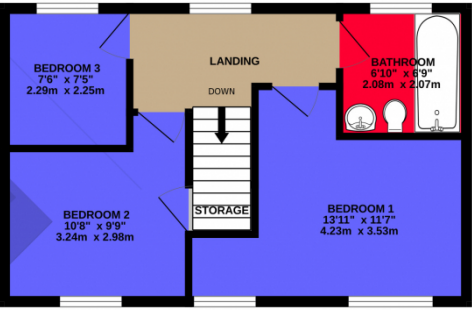 BEDROOM 3
7'6" x 7'5"
2.29m x 2.25m
LANDING
DOWN
BATHROOM
6'10" x 6'9"
2.08m x 2.07m
STORAGE
BEDROOM 2
10'8" x 9'9"
3.24m x 2.98m
BEDROOM 1
13'11" x 11'7"
4.23m x 3.53m